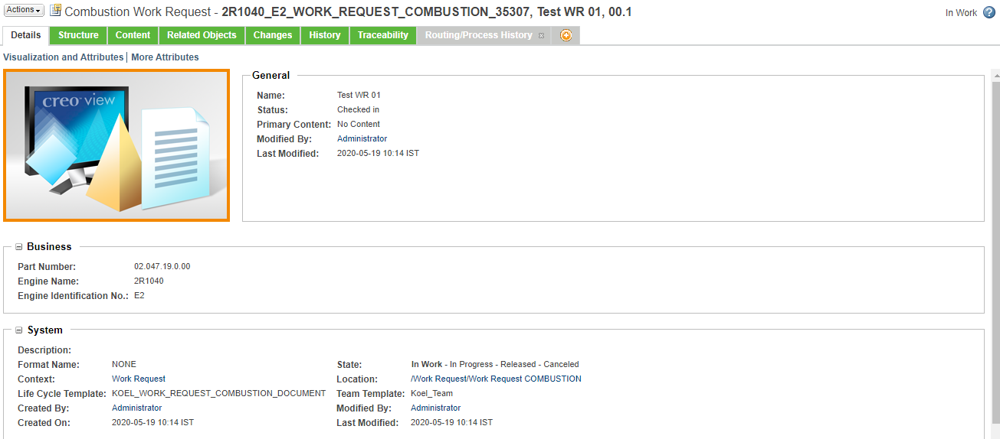 Actions
Combustion Work Request - 2R1040_E2_WORK_REQUEST_COMBUSTION_35307, Test WR 01, 00.1
In Work
Details Structure Content Related Objects Changes History Traceability Routing/Process History
Visualization and Attributes | More Attributes
creo view
General
Name: Test WR 01
Status: Checked in
Primary Content: No Content
Modified By: Administrator
Last Modified: 2020-05-19 10:14 IST
Business
Part Number: 02.047.19.0.00
Engine Name: 2R1040
Engine Identification No.: E2
System
Description:
Format Name: NONE State: In Work - In Progress - Released - Canceled
Context: Work Request Location: /Work Request/Work Request COMBUSTION
Life Cycle Template: KOEL_WORK_REQUEST_COMBUSTION_DOCUMENT Team Template: Koel_Team
Created By: Administrator Modified By: Administrator
Created On: 2020-05-19 10:14 IST Last Modified: 2020-05-19 10:14 IST